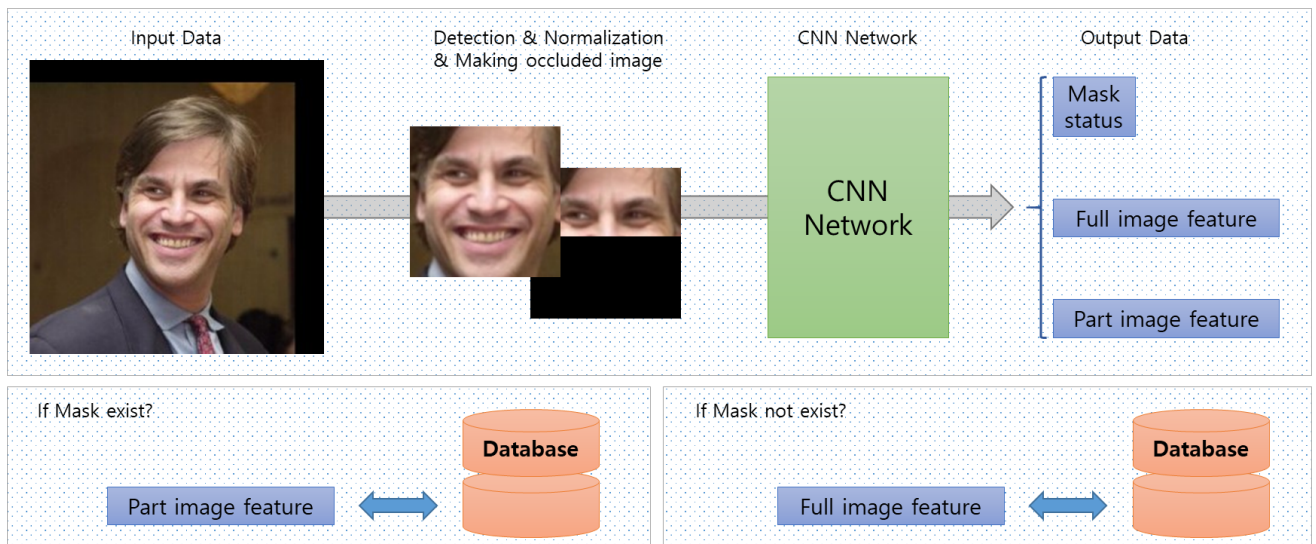 Input Data
Detection & Normalization
& Making occluded image
CNN Network
Output Data
CNN
Network
Mask
status
Full image feature
Part image feature
If Mask exist?
Database
Part image feature
If Mask not exist?
Database
Full image feature